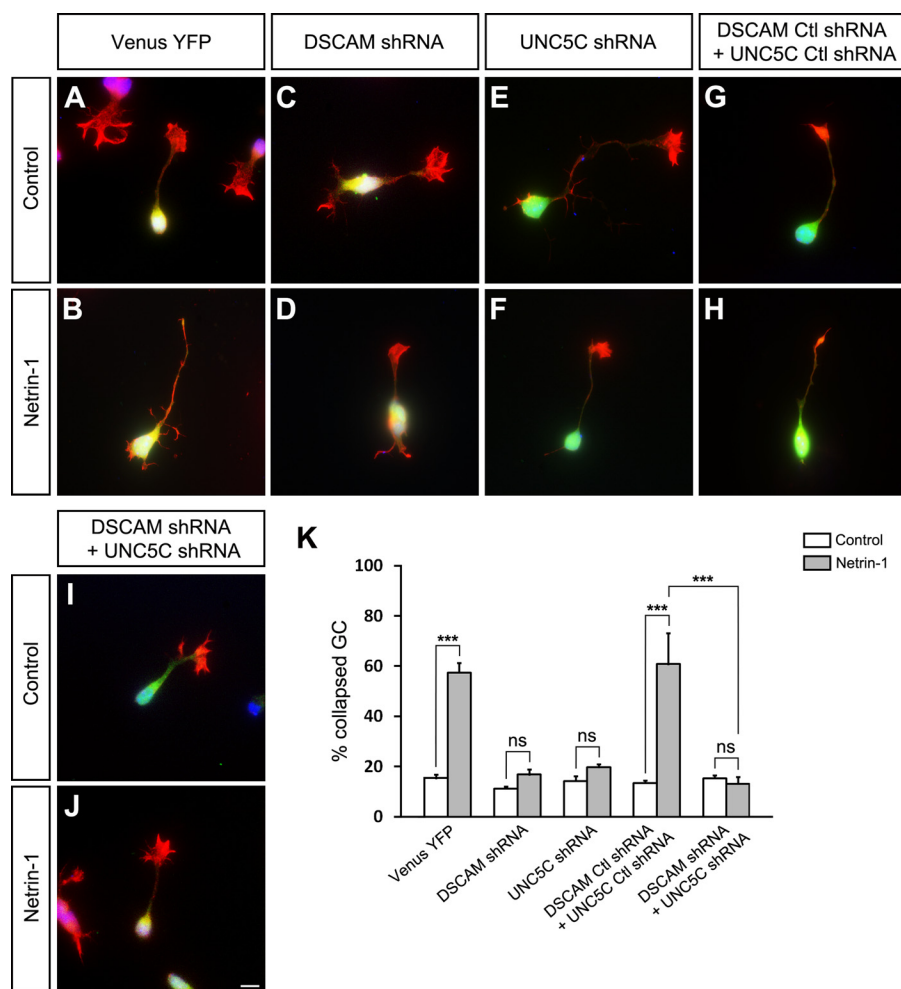 Venus YFP
DSCAM shRNA
UNC5C shRNA
DSCAM Ctl shRNA
+ UNC5C Ctl shRNA
Control
A
C
E
G
Netrin-1
B
D
F
H
DSCAM shRNA
+ UNC5C shRNA
Control
I
Netrin-1
J
K
Control
Netrin-1
% collapsed GC
100
80
60
40
20
0
***
ns
ns
***
***
ns
Venus YFP
DSCAM shRNA
UNC5C shRNA
DSCAM Ctl shRNA
+ UNC5C Ctl shRNA
DSCAM shRNA
+ UNC5C shRNA